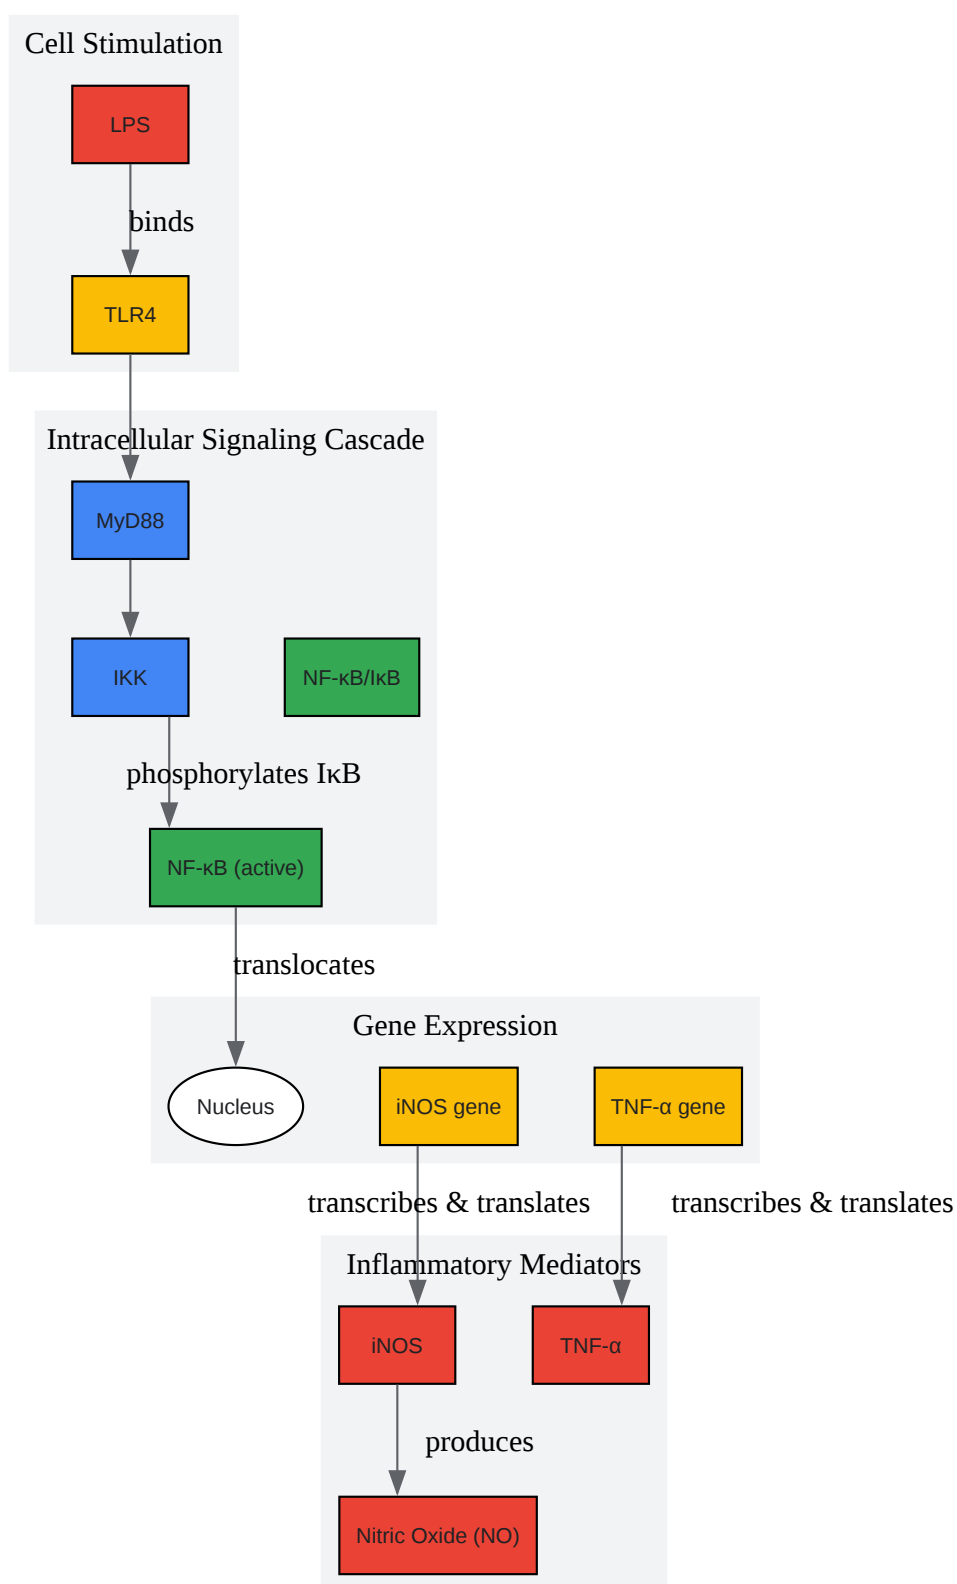 Cell Stimulation
LPS
binds
TLR4
Intracellular Signaling Cascade
MyD88
IKK
NF-κB/IκB
phosphorylates IκB
NF-κB (active)
translocates
Gene Expression
Nucleus
iNOS gene
TNF-α gene
transcribes & translates
transcribes & translates
Inflammatory Mediators
iNOS
TNF-α
produces
Nitric Oxide (NO)